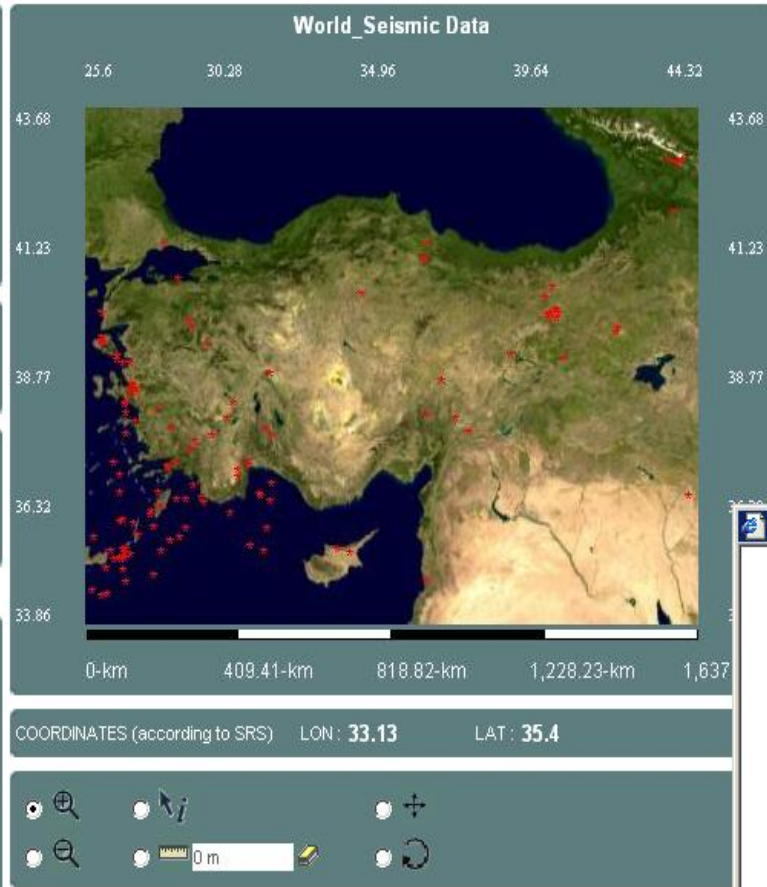 World_Seismic Data
25.6 30.28 34.96 39.64 44.32
43.68 43.68
41.23 41.23
38.77 38.77
36.32
33.86
0-km 409.41-km 818.82-km 1,228.23-km 1,637
COORDINATES (according to SRS) LON : 33.13 LAT : 35.4
i
0 m